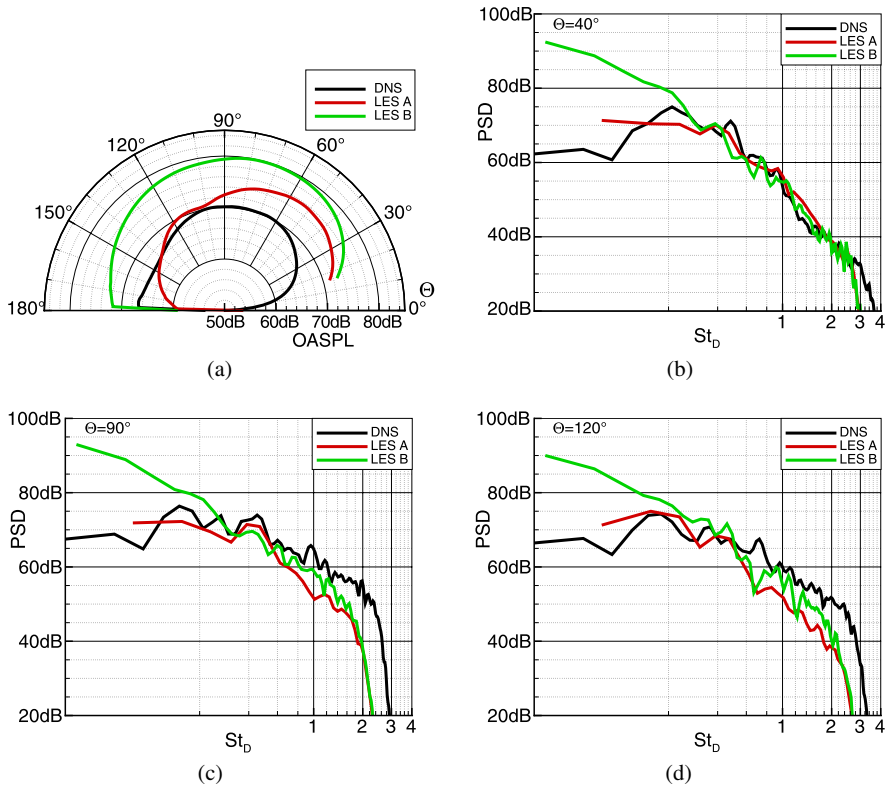 DNS
LES A
LES B
90°
120°
60°
150°
30°
180°
Θ
0°
50dB 60dB 70dB 80dB
OASPL
(a)
100dB
Θ=40°
DNS
LES A
LES B
80dB
PSD
60dB
40dB
20dB
1 2 3 4
St_D
(b)
100dB
Θ=90°
DNS
LES A
LES B
80dB
PSD
60dB
40dB
20dB
1 2 3 4
St_D
(c)
100dB
Θ=120°
DNS
LES A
LES B
80dB
PSD
60dB
40dB
20dB
1 2 3 4
St_D
(d)